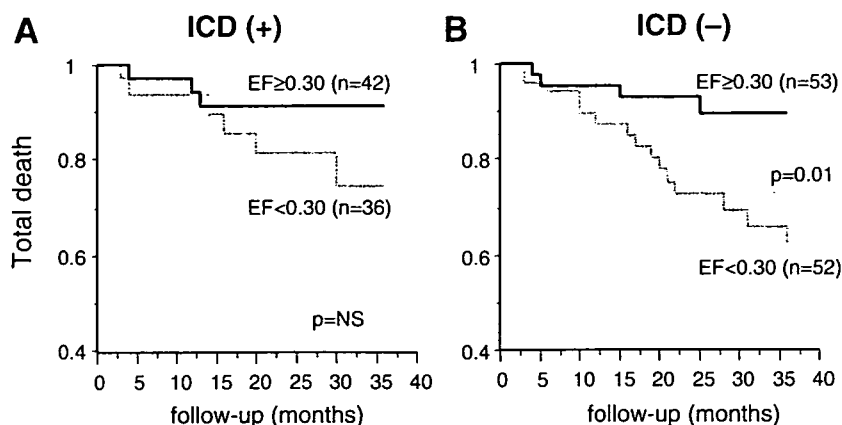 A
ICD (+)
Total death
1
0.8
0.6
0.4
EF≥0.30 (n=42)
EF<0.30 (n=36)
p=NS
0 5 10 15 20 25 30 35 40
follow-up (months)
B
ICD (–)
1
0.8
0.6
0.4
EF≥0.30 (n=53)
p=0.01
EF<0.30 (n=52)
0 5 10 15 20 25 30 35 40
follow-up (months)